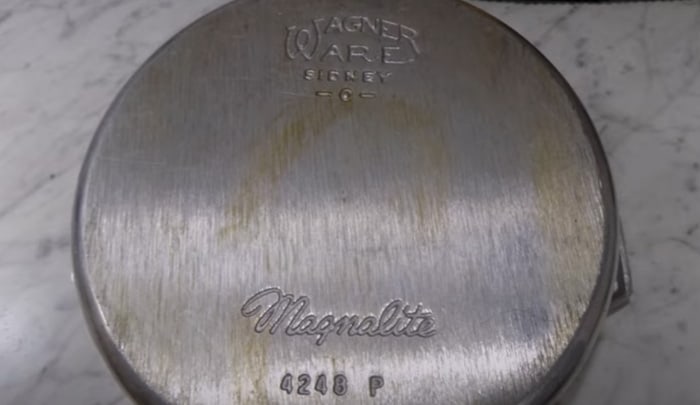 WAGNER
WARE
SIDNEY
-O-
Magnalite
4248 P